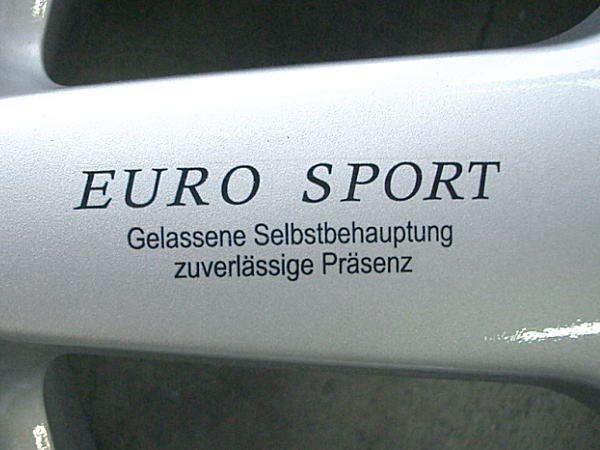 EURO SPORT
Gelassene Selbstbehauptung
zuverlässige Präsenz